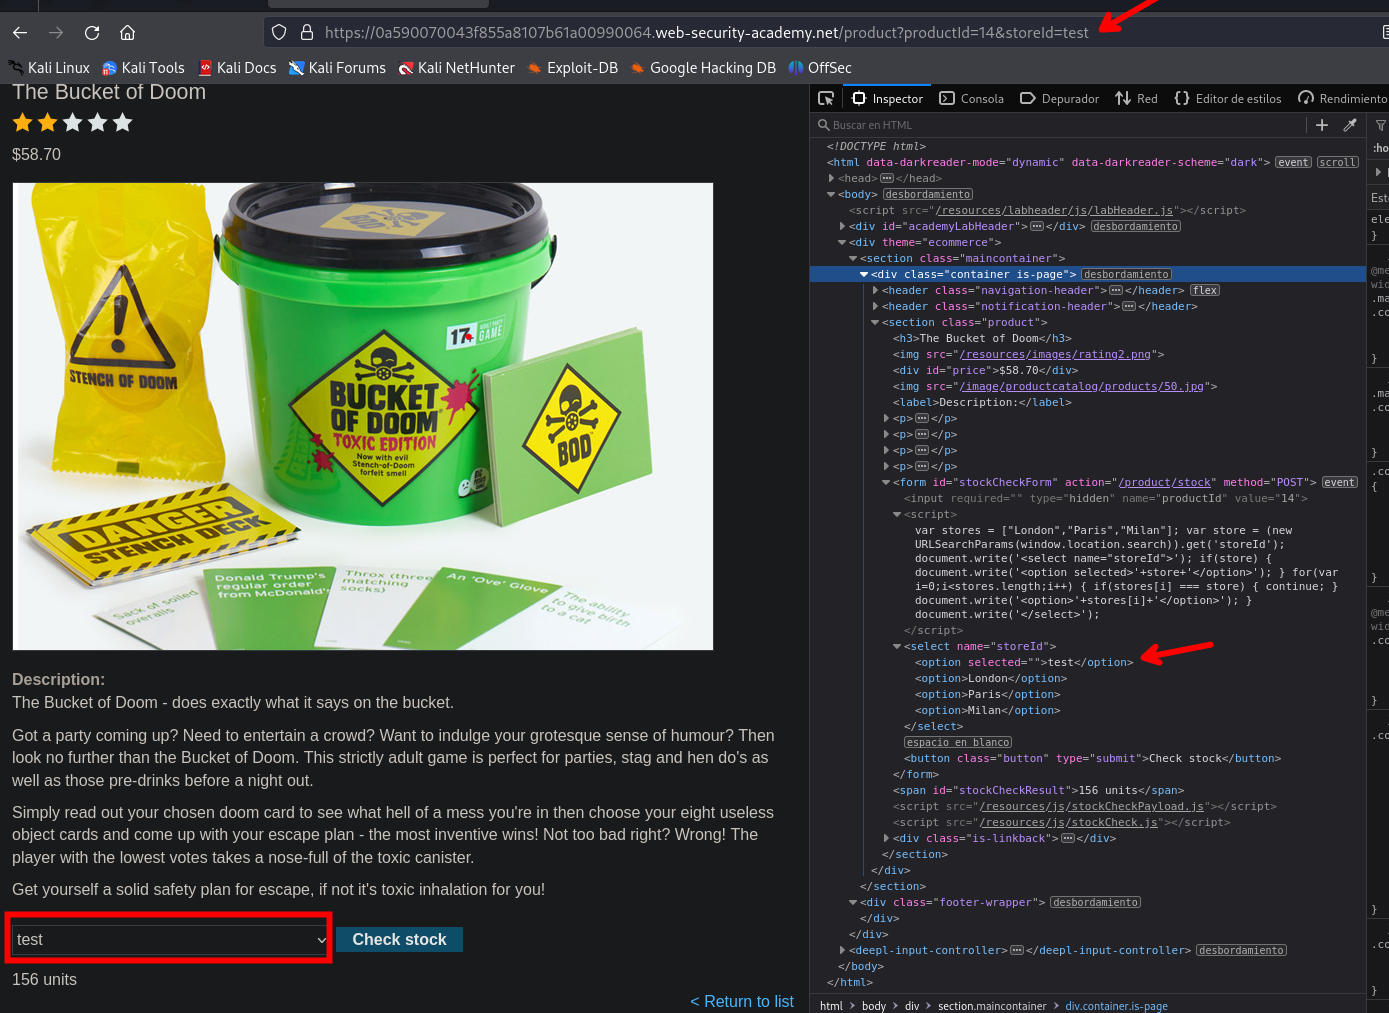 https://0a590070043f855a8107b61a00990064.web-security-academy.net/product?productId=14&storeId=test
Kali Linux Kali Tools Kali Docs Kali Forums Kali NetHunter Exploit-DB Google Hacking DB OffSec
The Bucket of Doom
$58.70
STENCH OF DOOM
BOD
17
ADULT PARTY
GAME
BUCKET
OF DOOM
TOXIC EDITION
Now with evil
Stench-of-Doom
forfeit smell
BOD
DANGER
STENCH DECK
Sack of soiled
overalls
Donald Trump's
regular order
from McDonald's
Throx (three
matching
socks)
An 'Ove' Glove
The ability
to give birth
to a cat
Description:
The Bucket of Doom - does exactly what it says on the bucket.
Got a party coming up? Need to entertain a crowd? Want to indulge your grotesque sense of humour? Then
look no further than the Bucket of Doom. This strictly adult game is perfect for parties, stag and hen do's as
well as those pre-drinks before a night out.
Simply read out your chosen doom card to see what hell of a mess you're in then choose your eight useless
object cards and come up with your escape plan - the most inventive wins! Not too bad right? Wrong! The
player with the lowest votes takes a nose-full of the toxic canister.
Get yourself a solid safety plan for escape, if not it's toxic inhalation for you!
test
Check stock
156 units
< Return to list
Inspector Consola Depurador Red Editor de estilos Rendimiento
Buscar en HTML
<!DOCTYPE html>
<html data-darkreader-mode="dynamic" data-darkreader-scheme="dark"> event scroll
<head> </head>
<body> desbordamiento
<script src="/resources/labheader/js/labHeader.js"></script>
<div id="academyLabHeader"> </div> desbordamiento
<div theme="ecommerce">
<section class="maincontainer">
<div class="container is-page"> desbordamiento
<header class="navigation-header"> </header> flex
<header class="notification-header"> </header>
<section class="product">
<h3>The Bucket of Doom</h3>
<img src="/resources/images/rating2.png">
<div id="price">$58.70</div>
<img src="/image/productcatalog/products/50.jpg">
<label>Description:</label>
<p> </p>
<p> </p>
<p> </p>
<p> </p>
<form id="stockCheckForm" action="/product/stock" method="POST"> event
<input required="" type="hidden" name="productId" value="14">
<script>
var stores = ["London","Paris","Milan"]; var store = (new
URLSearchParams(window.location.search)).get('storeId');
document.write('<select name="storeId">'); if(store) {
document.write('<option selected>'+store+'</option>'); } for(var
i=0;i<stores.length;i++) { if(stores[i] === store) { continue; }
document.write('<option>'+stores[i]+'</option>'); }
document.write('</select>');
</script>
<select name="storeId">
<option selected="">test</option>
<option>London</option>
<option>Paris</option>
<option>Milan</option>
</select>
espacio en blanco
<button class="button" type="submit">Check stock</button>
</form>
<span id="stockCheckResult">156 units</span>
<script src="/resources/js/stockCheckPayload.js"></script>
<script src="/resources/js/stockCheck.js"></script>
<div class="is-linkback"> </div>
</section>
</div>
</section>
<div class="footer-wrapper"> desbordamiento
</div>
</div>
<deepl-input-controller> </deepl-input-controller> desbordamiento
</body>
</html>
html body div section.maincontainer div.container.is-page
:ho
Est
ele
}
@me
wid
.ma
.co
}
.ma
.co
}
.co
{
}
@me
wid
.co
}
.co
}
.co
}